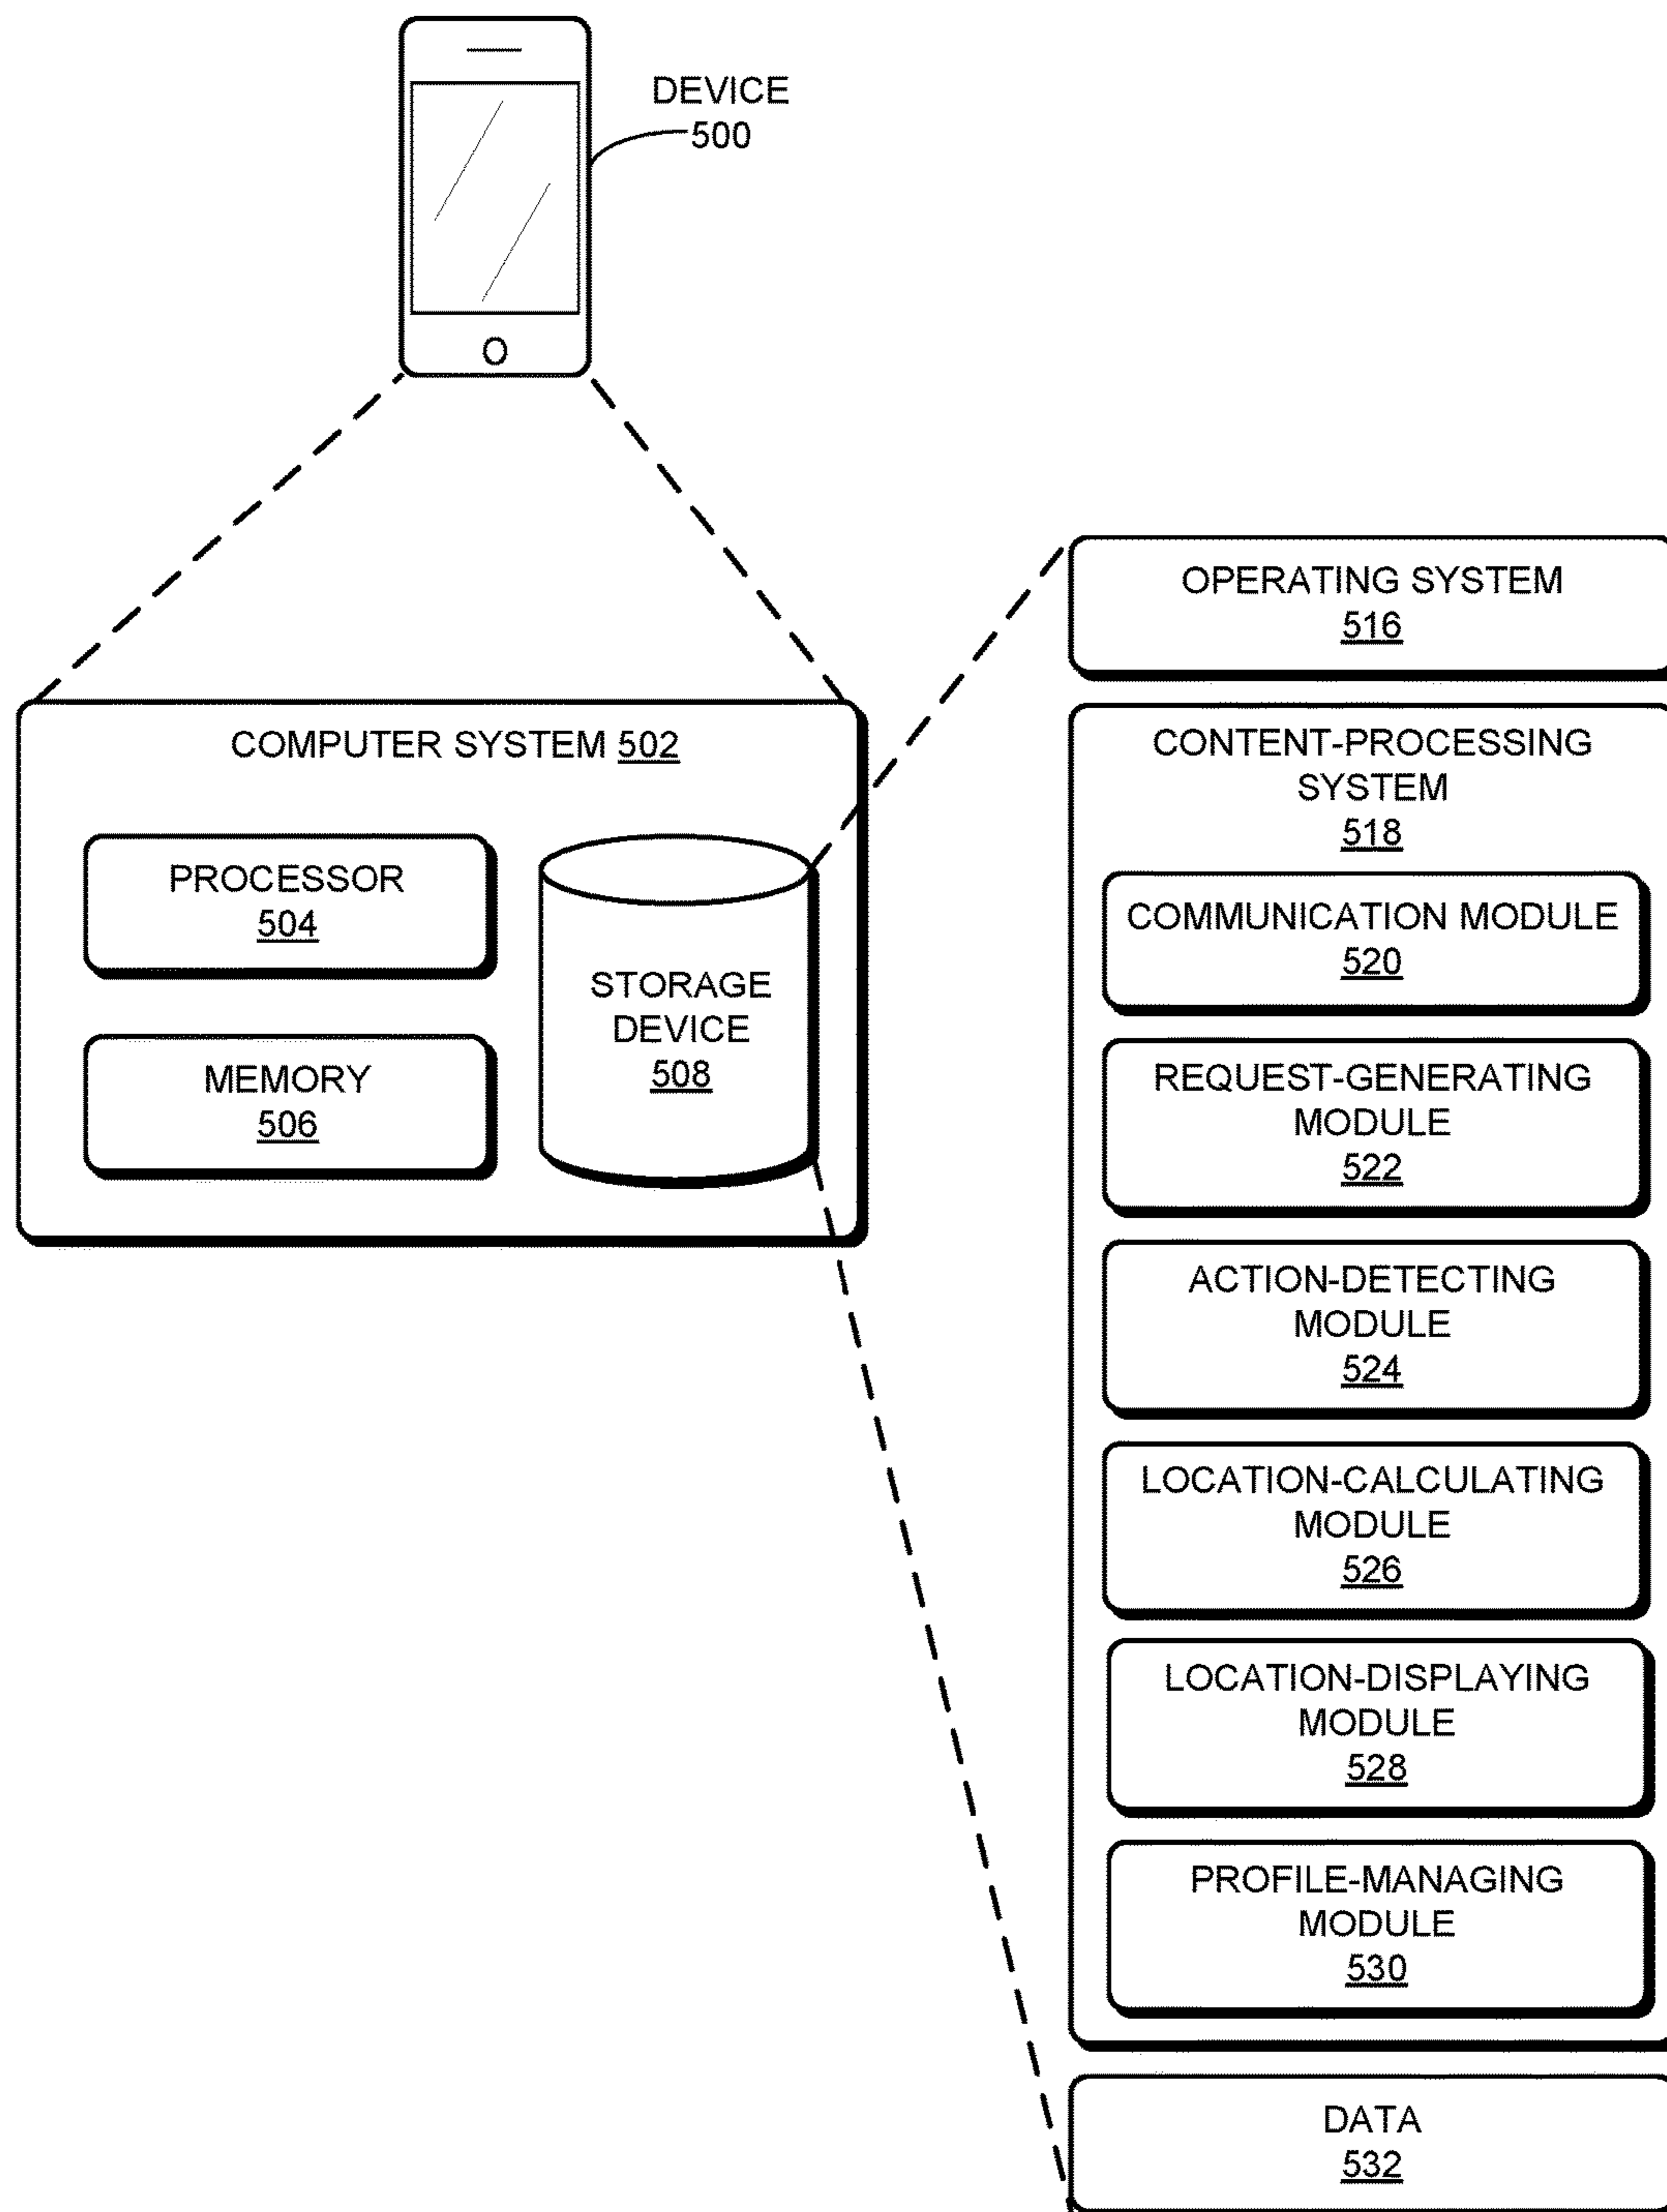 DEVICE
500
COMPUTER SYSTEM 502
PROCESSOR
504
MEMORY
506
STORAGE
DEVICE
508
OPERATING SYSTEM
516
CONTENT-PROCESSING
SYSTEM
518
COMMUNICATION MODULE
520
REQUEST-GENERATING
MODULE
522
ACTION-DETECTING
MODULE
524
LOCATION-CALCULATING
MODULE
526
LOCATION-DISPLAYING
MODULE
528
PROFILE-MANAGING
MODULE
530
DATA
532